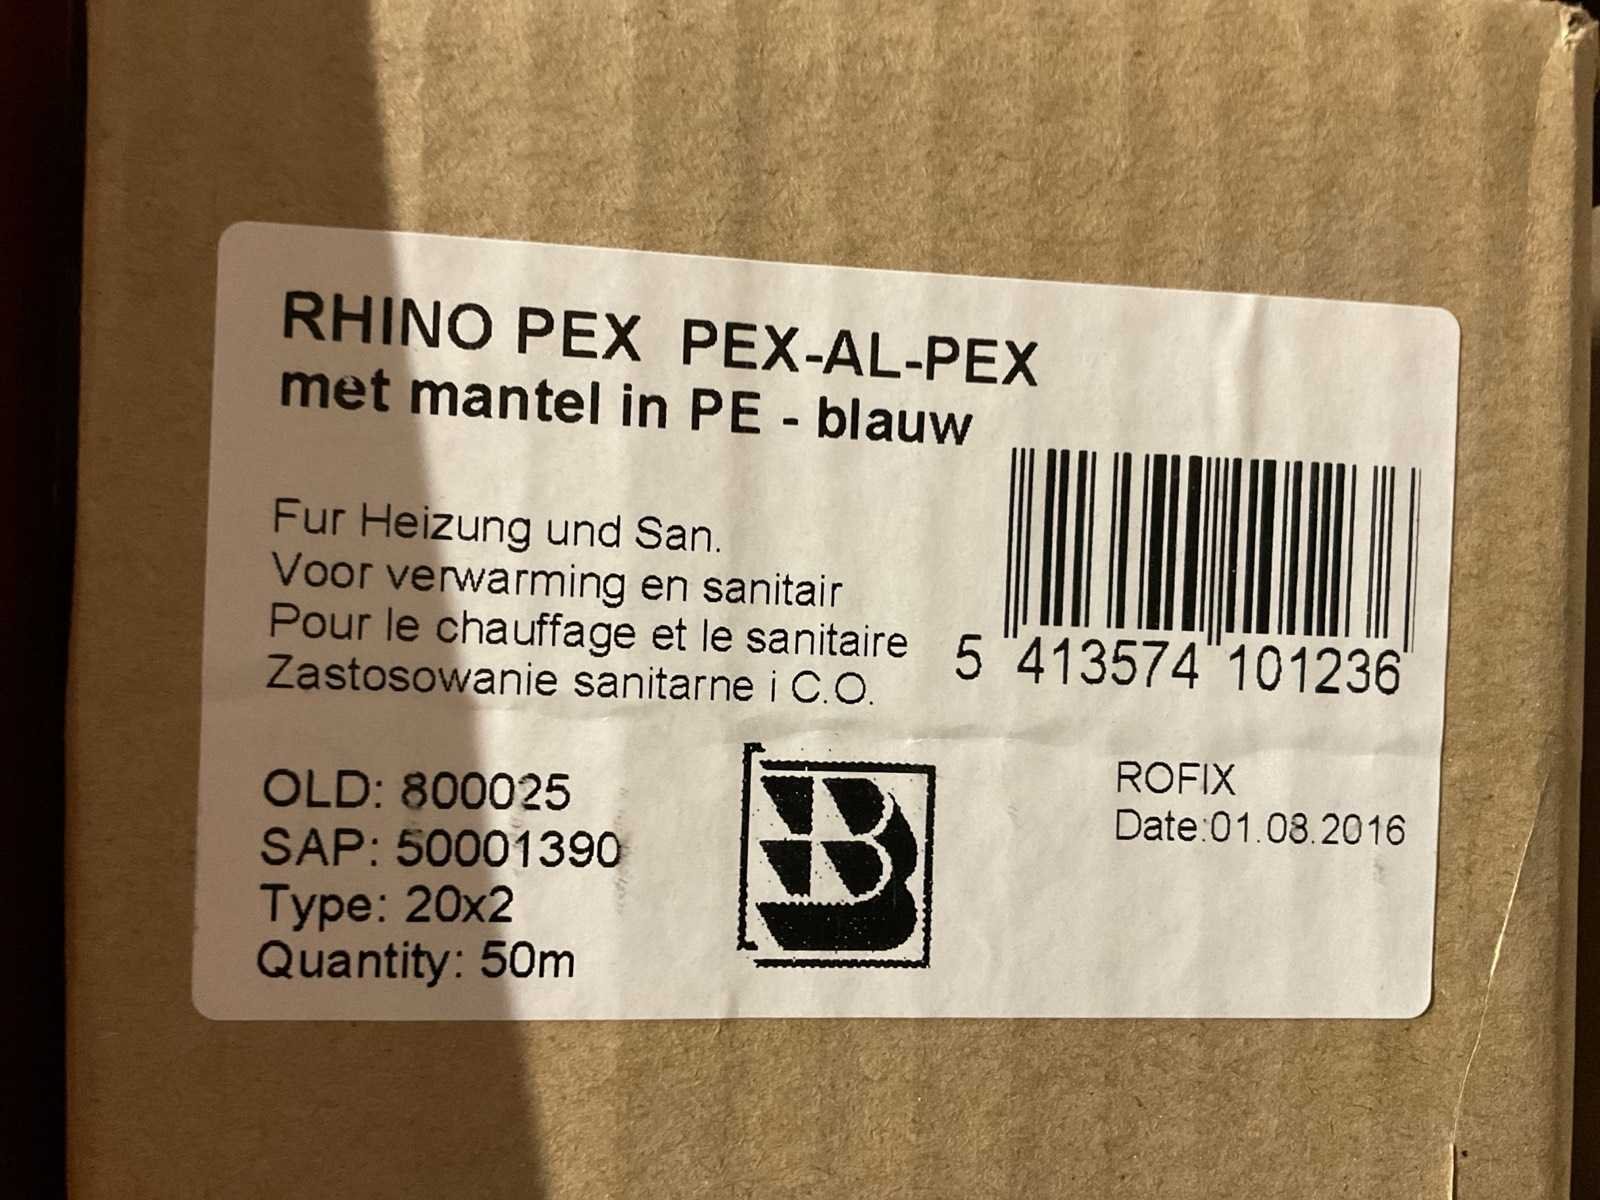 RHINO PEX PEX-AL-PEX
met mantel in PE - blauw
Fur Heizung und San.
Voor verwarming en sanitair
Pour le chauffage et le sanitaire
Zastosowanie sanitarne i C.O.
5 413574 101236
OLD: 800025
SAP: 50001390
Type: 20x2
Quantity: 50m
B
ROFIX
Date:01.08.2016